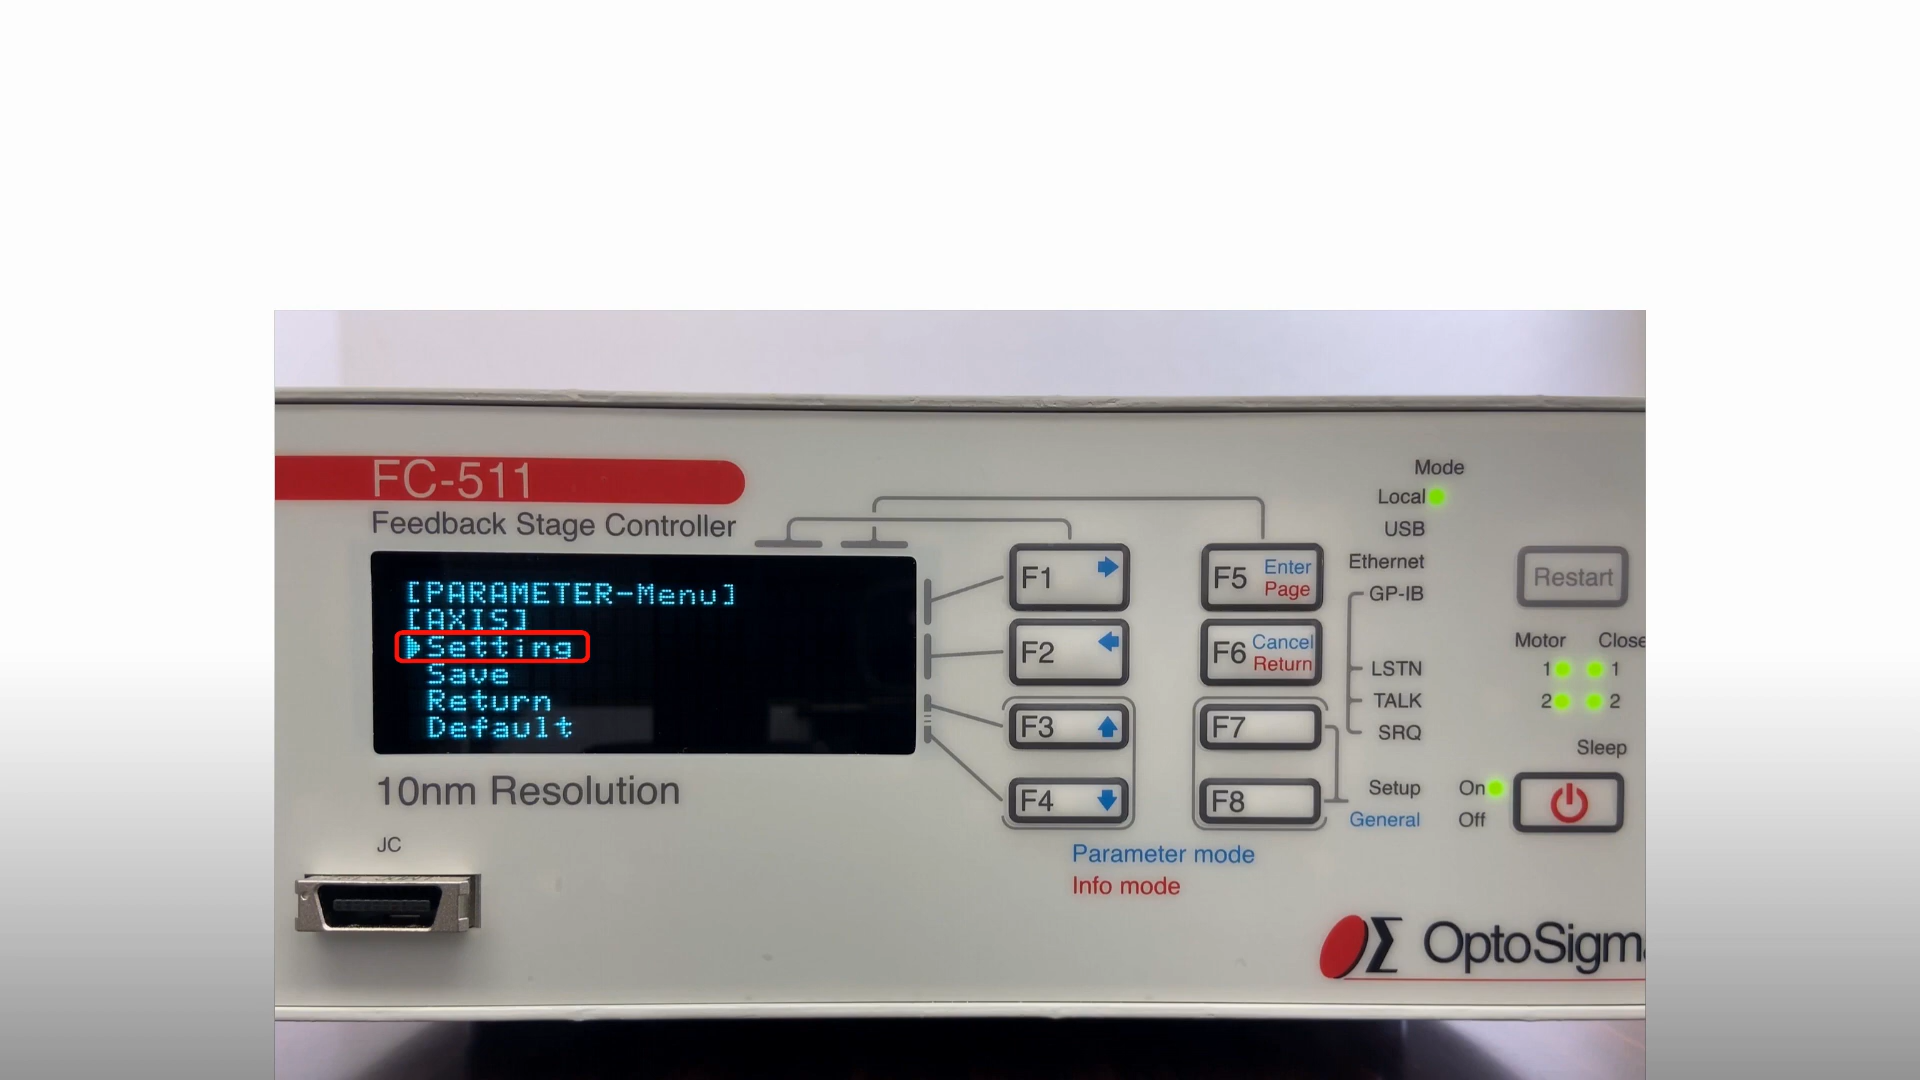 FC-511
Feedback Stage Controller
[PARAMETER-Menu]
[AXIS]
Setting
Save
Return
Default
10nm Resolution
JC
F1
F2
F3
F4
F5 Enter Page
F6 Cancel Return
F7
F8
Parameter mode
Info mode
Mode
Local
USB
Ethernet
GP-IB
LSTN
TALK
SRQ
Setup
General
Restart
Motor Close
1 1
2 2
Sleep
On
Off
OptoSigm